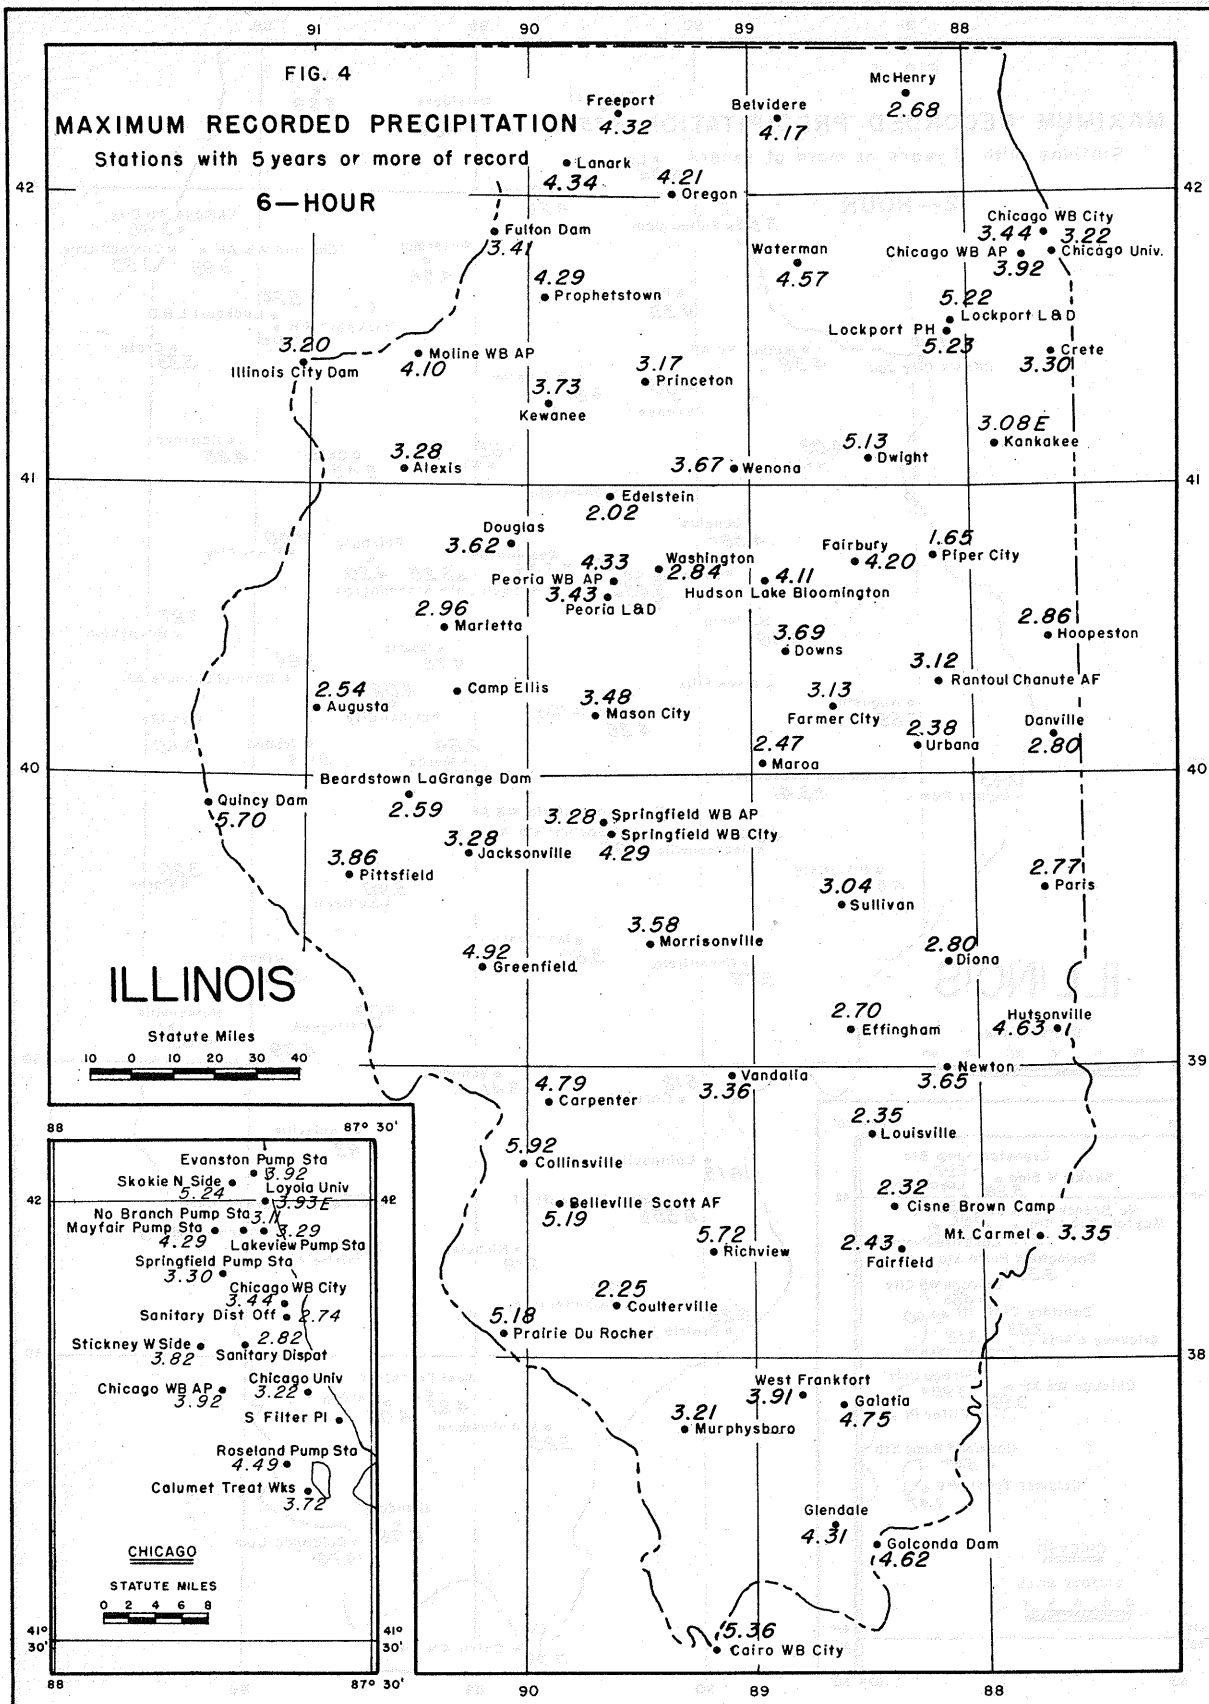 91 90 89 88
FIG. 4
MAXIMUM RECORDED PRECIPITATION
Stations with 5 years or more of record
6—HOUR
McHenry
2.68
Freeport
4.32
Belvidere
4.17
Lanark
4.34
4.21
Oregon
42 42
Fulton Dam
3.41
Chicago WB City
3.44 3.22
Chicago WB AP Chicago Univ.
3.92
Waterman
4.57
4.29
Prophetstown
5.22
Lockport L&D
Lockport PH
5.23
3.20
Illinois City Dam
Moline WB AP
4.10
Crete
3.30
3.17
Princeton
3.73
Kewanee
3.08E
Kankakee
5.13
Dwight
3.28
Alexis
3.67 Wenona
41 41
Edelstein
2.02
Douglas
3.62
1.65
Piper City
Fairbury
4.20
4.33
Peoria WB AP
3.43
Peoria L&D
Washington
2.84
4.11
Hudson Lake Bloomington
2.96
Marietta
2.86
Hoopeston
3.69
Downs
3.12
Rantoul Chanute AF
2.54
Augusta
Camp Ellis
3.48
Mason City
3.13
Farmer City
Danville
2.80
2.38
Urbana
2.47
Maroa
40 40
Beardstown LaGrange Dam
2.59
Quincy Dam
5.70
3.28 Springfield WB AP
Springfield WB City
4.29
3.28
Jacksonville
3.86
Pittsfield
2.77
Paris
3.04
Sullivan
3.58
Morrisonville
4.92
Greenfield
2.80
Diona
ILLINOIS
Statute Miles
10 0 10 20 30 40
2.70
Effingham
Hutsonville
4.63
39
Newton
3.65
Vandalia
3.36
4.79
Carpenter
2.35
Louisville
5.92
Collinsville
2.32
Cisne Brown Camp
Belleville Scott AF
5.19
Mt. Carmel 3.35
5.72
Richview
2.43
Fairfield
2.25
Coulterville
5.18
Prairie Du Rocher
38
West Frankfort
3.91
Galatia
4.75
3.21
Murphysboro
Glendale
4.31
Golconda Dam
4.62
5.36
Cairo WB City
90 89 88
88 87° 30'
Evanston Pump Sta
3.92
Skokie N Side
5.24
Loyola Univ
3.93E
42 42
No Branch Pump Sta
3.11
Mayfair Pump Sta
4.29
3.29
Lakeview Pump Sta
Springfield Pump Sta
3.30
Chicago WB City
3.44
Sanitary Dist Off 2.74
Stickney W Side
3.82
2.82
Sanitary Dispat
Chicago Univ
3.22
Chicago WB AP
3.92
S Filter Pl
Roseland Pump Sta
4.49
Calumet Treat Wks
3.72
CHICAGO
STATUTE MILES
0 2 4 6 8
41° 30' 41° 30'
88 87° 30'